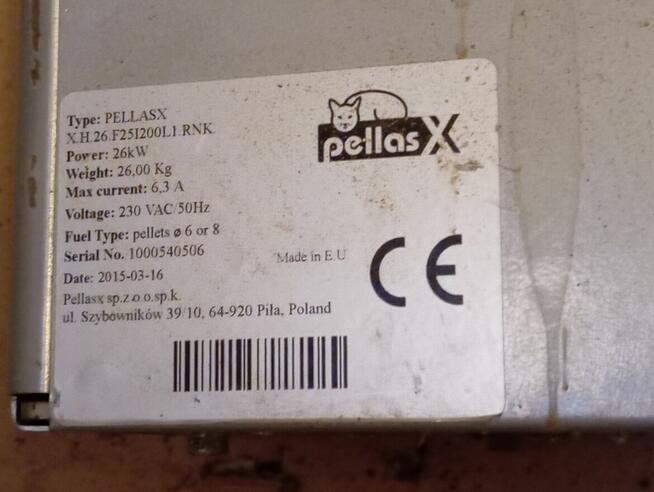 Type: PELLASX
X.H.26.F25I200L1.RNK.
Power: 26kW
Weight: 26,00 Kg
Max current: 6,3 A
Voltage: 230 VAC/50Hz
Fuel Type: pellets ø 6 or 8
Serial No. 1000540506
Date: 2015-03-16
Pellasx sp.z.o.o.sp.k.
ul. Szybowników 39/10, 64-920 Piła, Poland
pellasX
Made in E U
CE